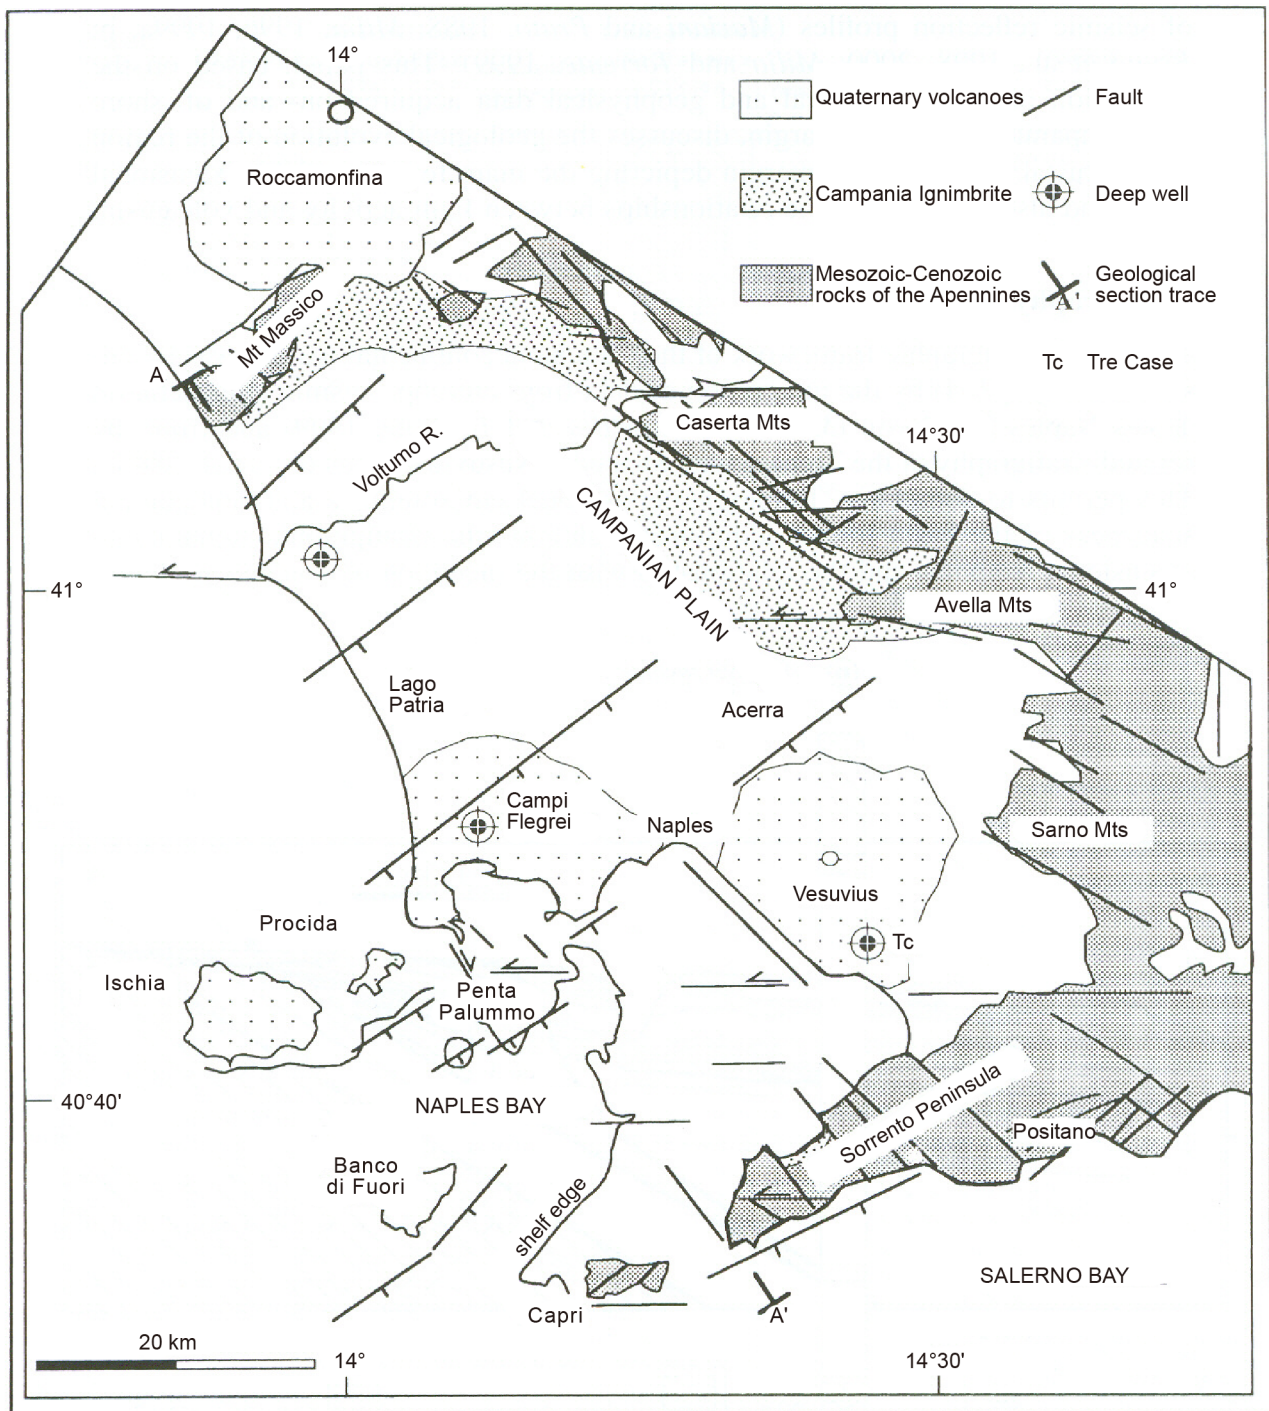 14°
Quaternary volcanoes
Fault
Roccamonfina
Campania Ignimbrite
Deep well
Mesozoic-Cenozoic
rocks of the Apennines
A'
Geological
section trace
Mt Massico
A
Tc
Tre Case
Caserta Mts
14°30'
Voltumo R.
CAMPANIAN PLAIN
41°
41°
Avella Mts
Lago
Patria
Acerra
Campi
Flegrei
Naples
Sarno Mts
Vesuvius
Procida
Tc
Ischia
Penta
Palummo
40°40'
NAPLES BAY
Sorrento Peninsula
Positano
Banco
di Fuori
shelf edge
SALERNO BAY
Capri
A'
20 km
14°
14°30'